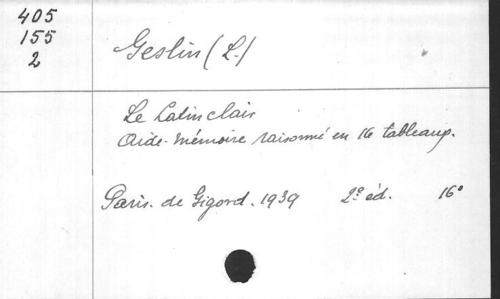 405
155
2
Geslin (L.)
Le Latin clair
Aide-Mémoire raisonné en 16 tableaux.
Paris. de Gigord. 1939 2e éd. 16°